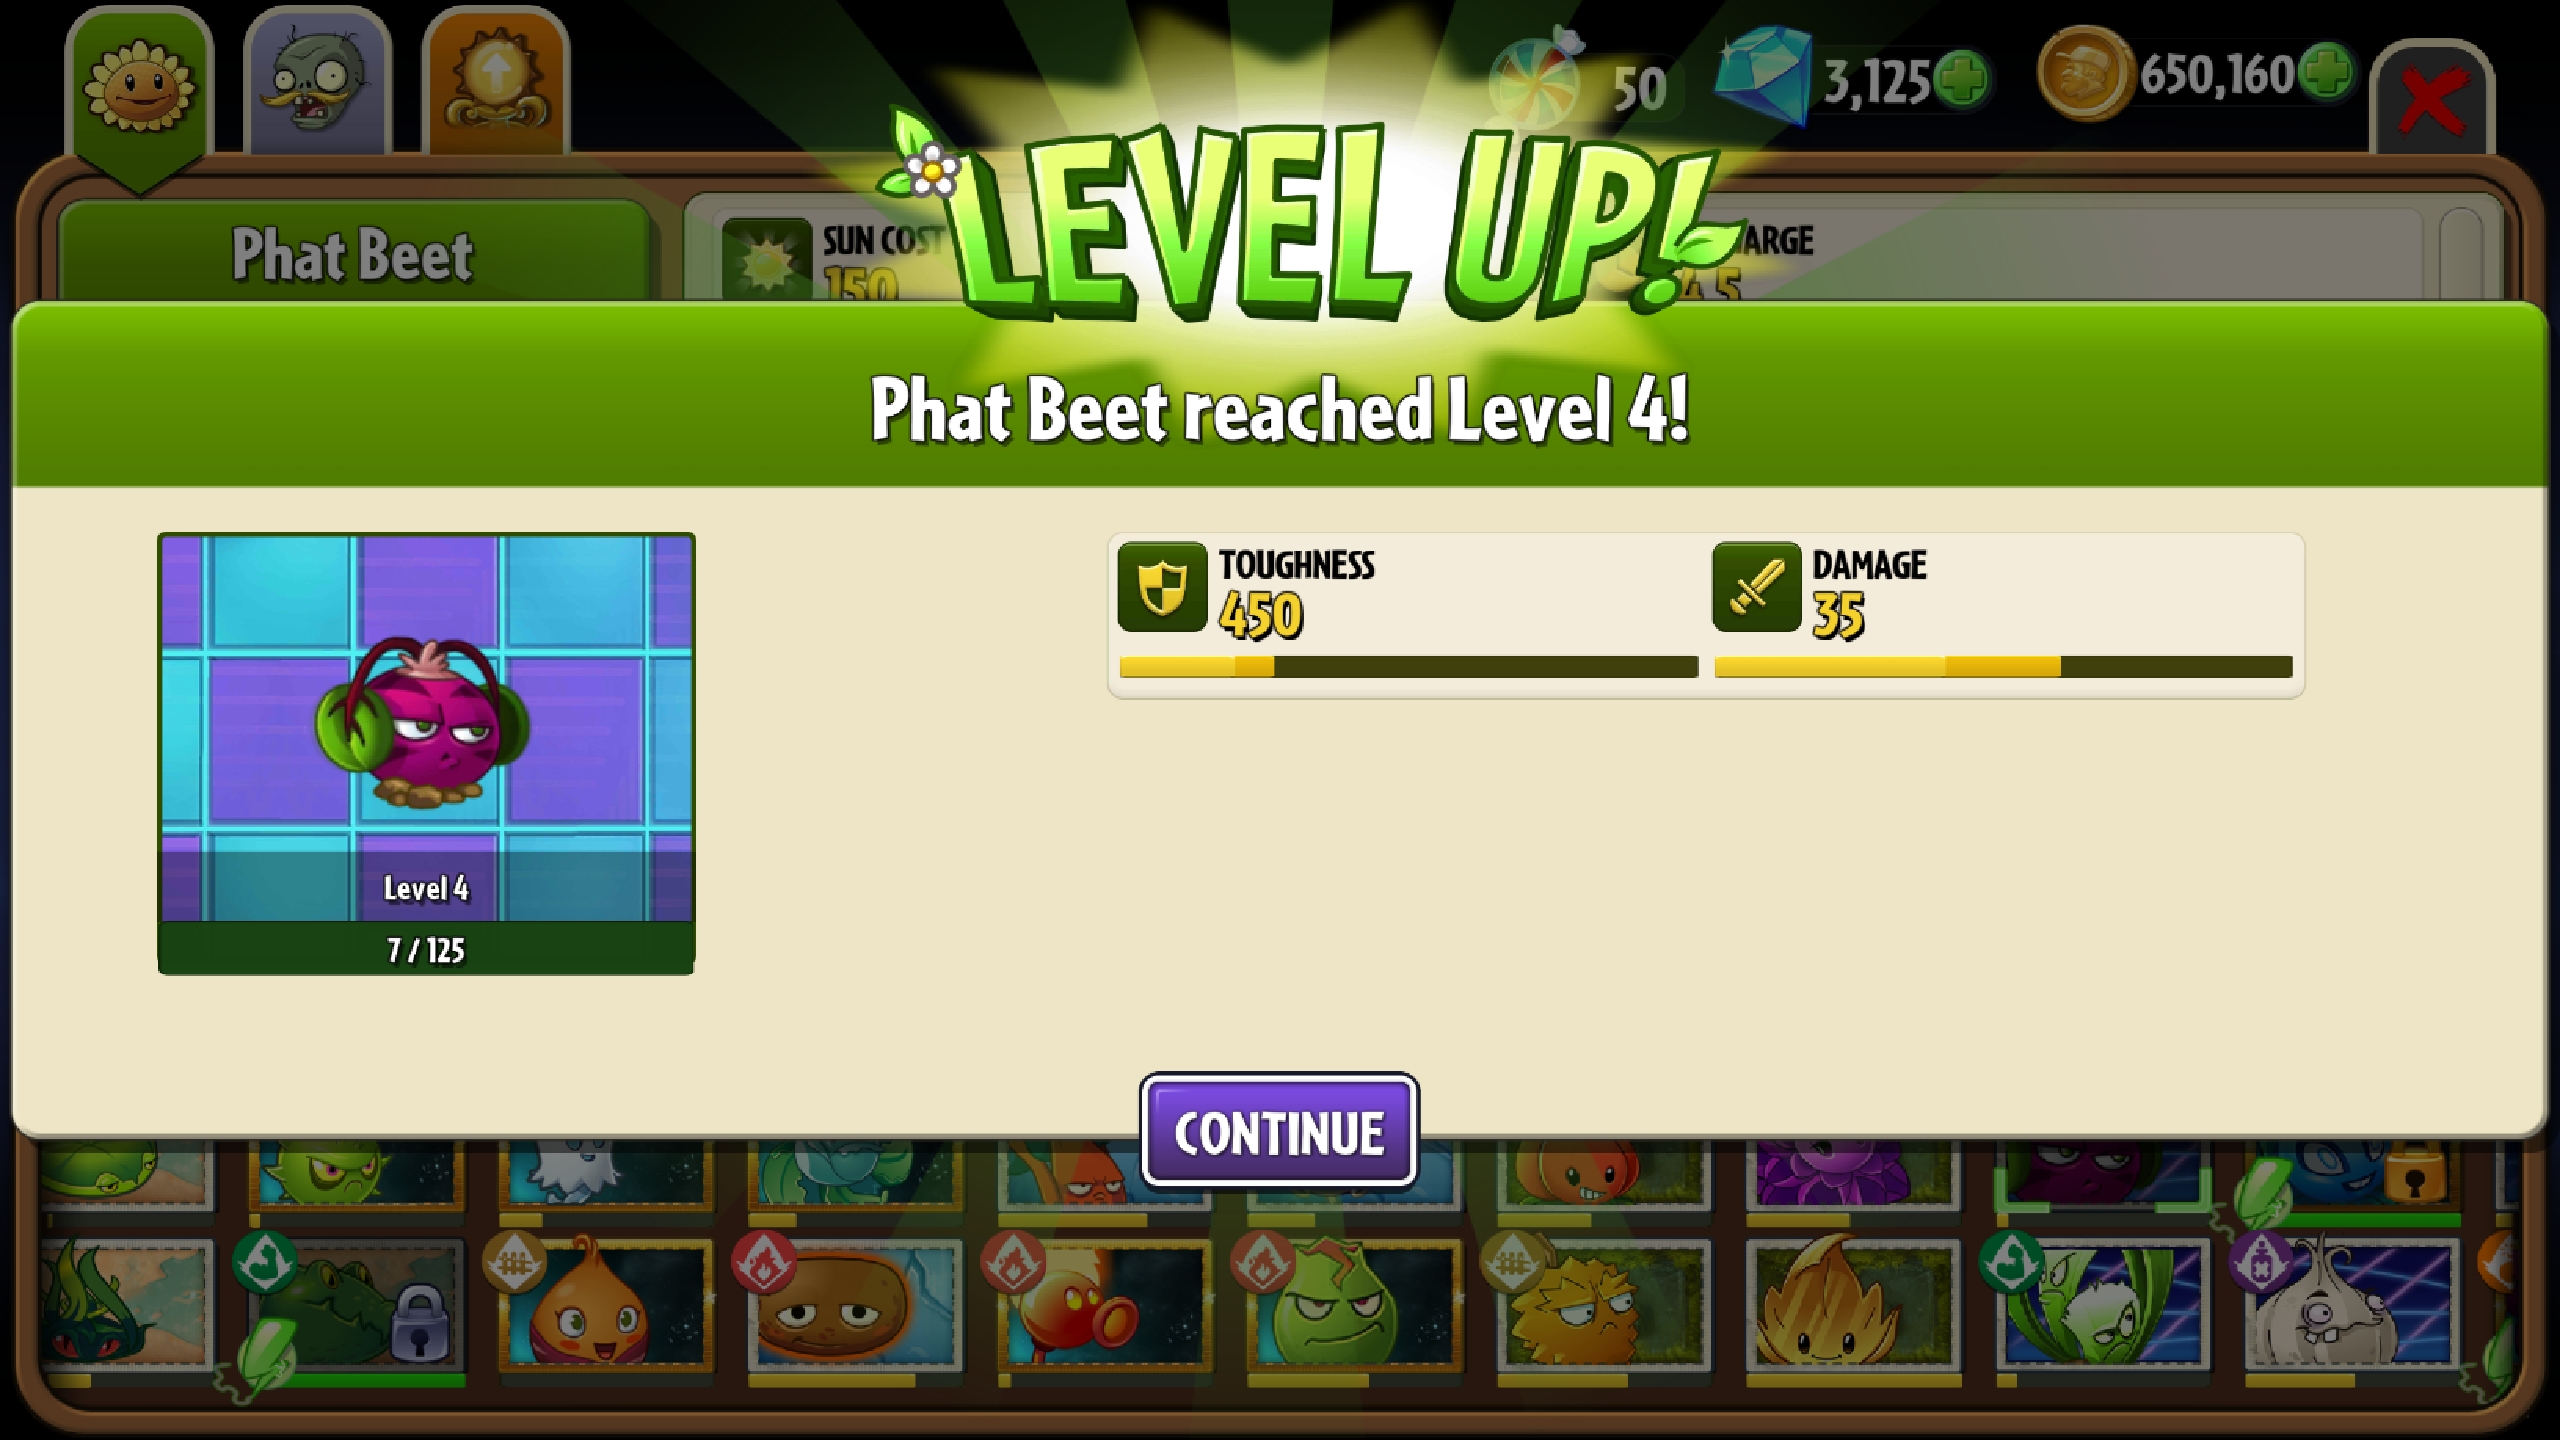 50
3,125
650,160
LEVEL UP!
Phat Beet
SUN COST
150
Phat Beet reached Level 4!
TOUGHNESS
450
DAMAGE
35
Level 4
7 / 125
CONTINUE